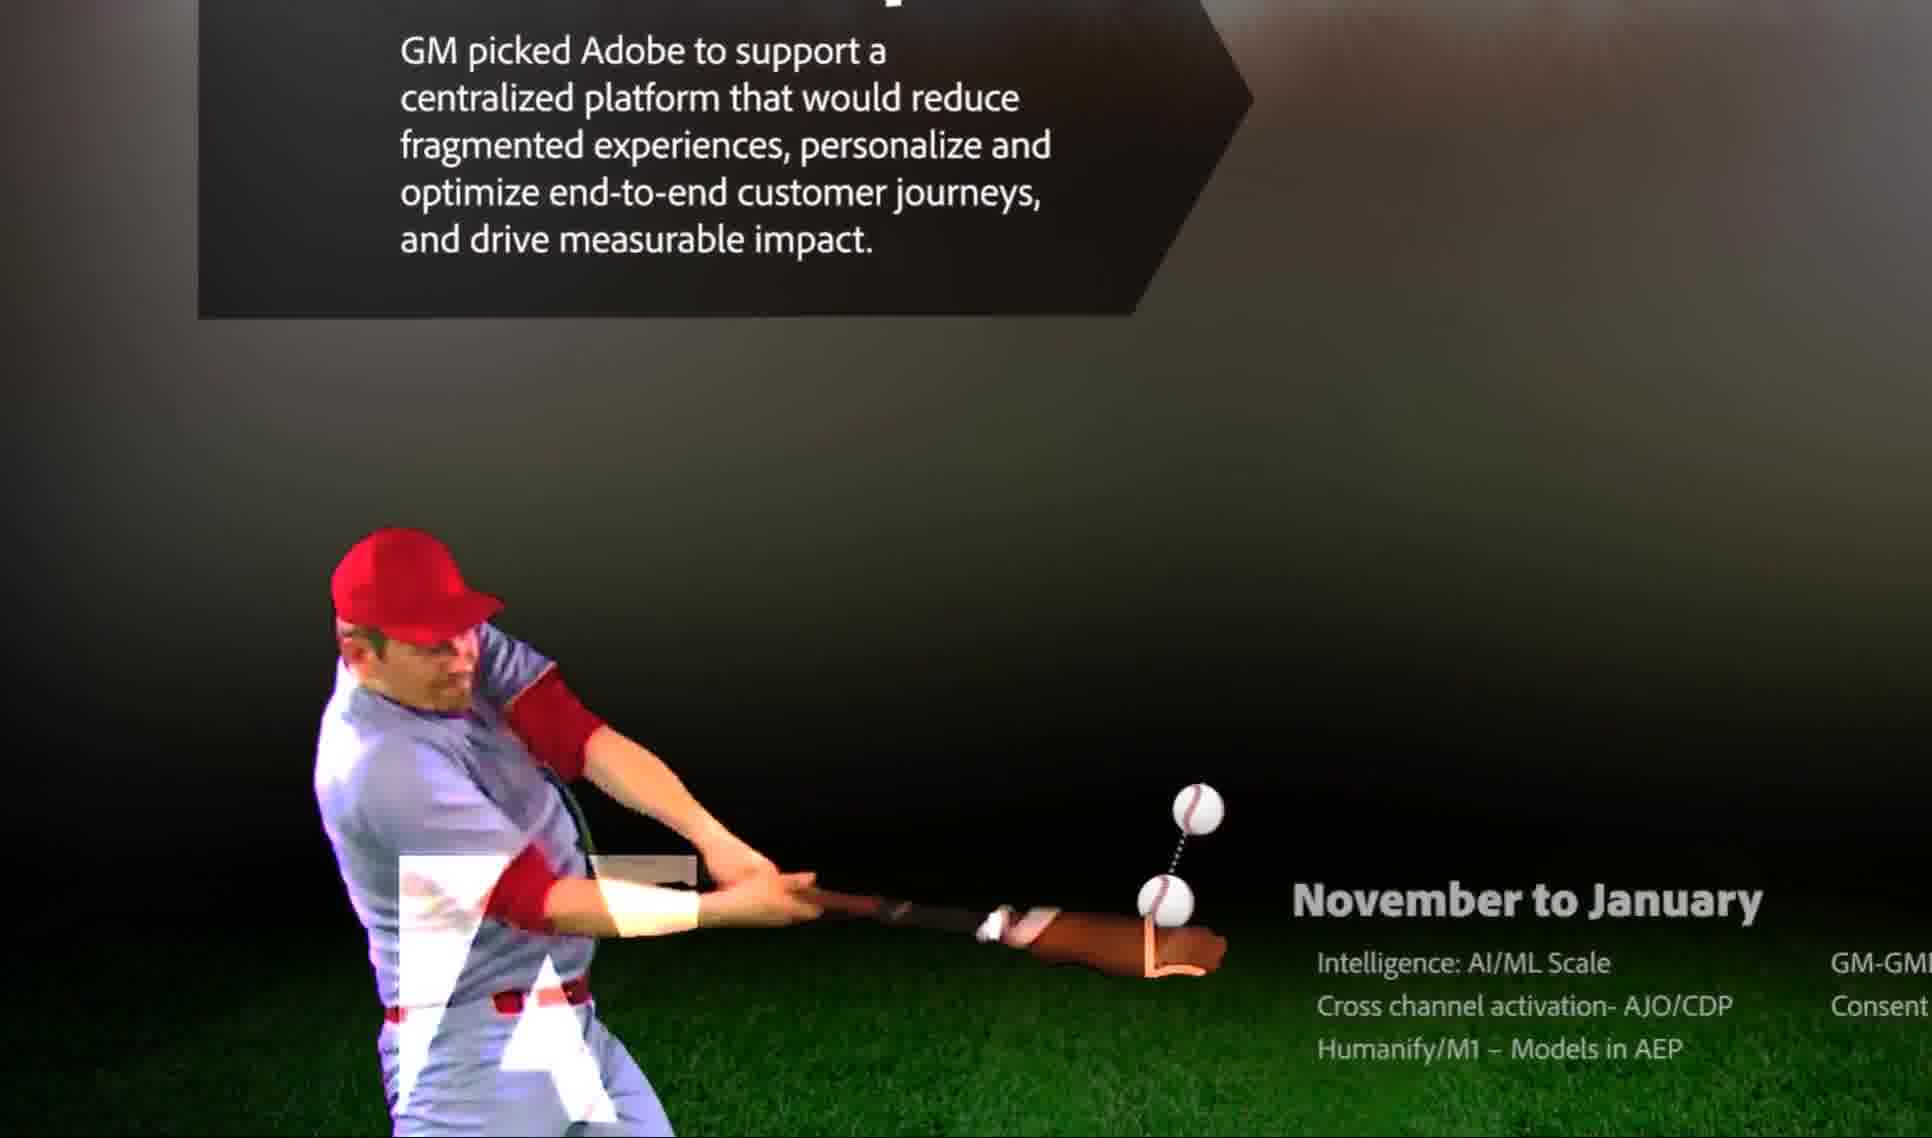 GM picked Adobe to support a
centralized platform that would reduce
fragmented experiences, personalize and
optimize end-to-end customer journeys,
and drive measurable impact.
November to January
Intelligence: AI/ML Scale
Cross channel activation- AJO/CDP
Humanify/M1 – Models in AEP
Consent